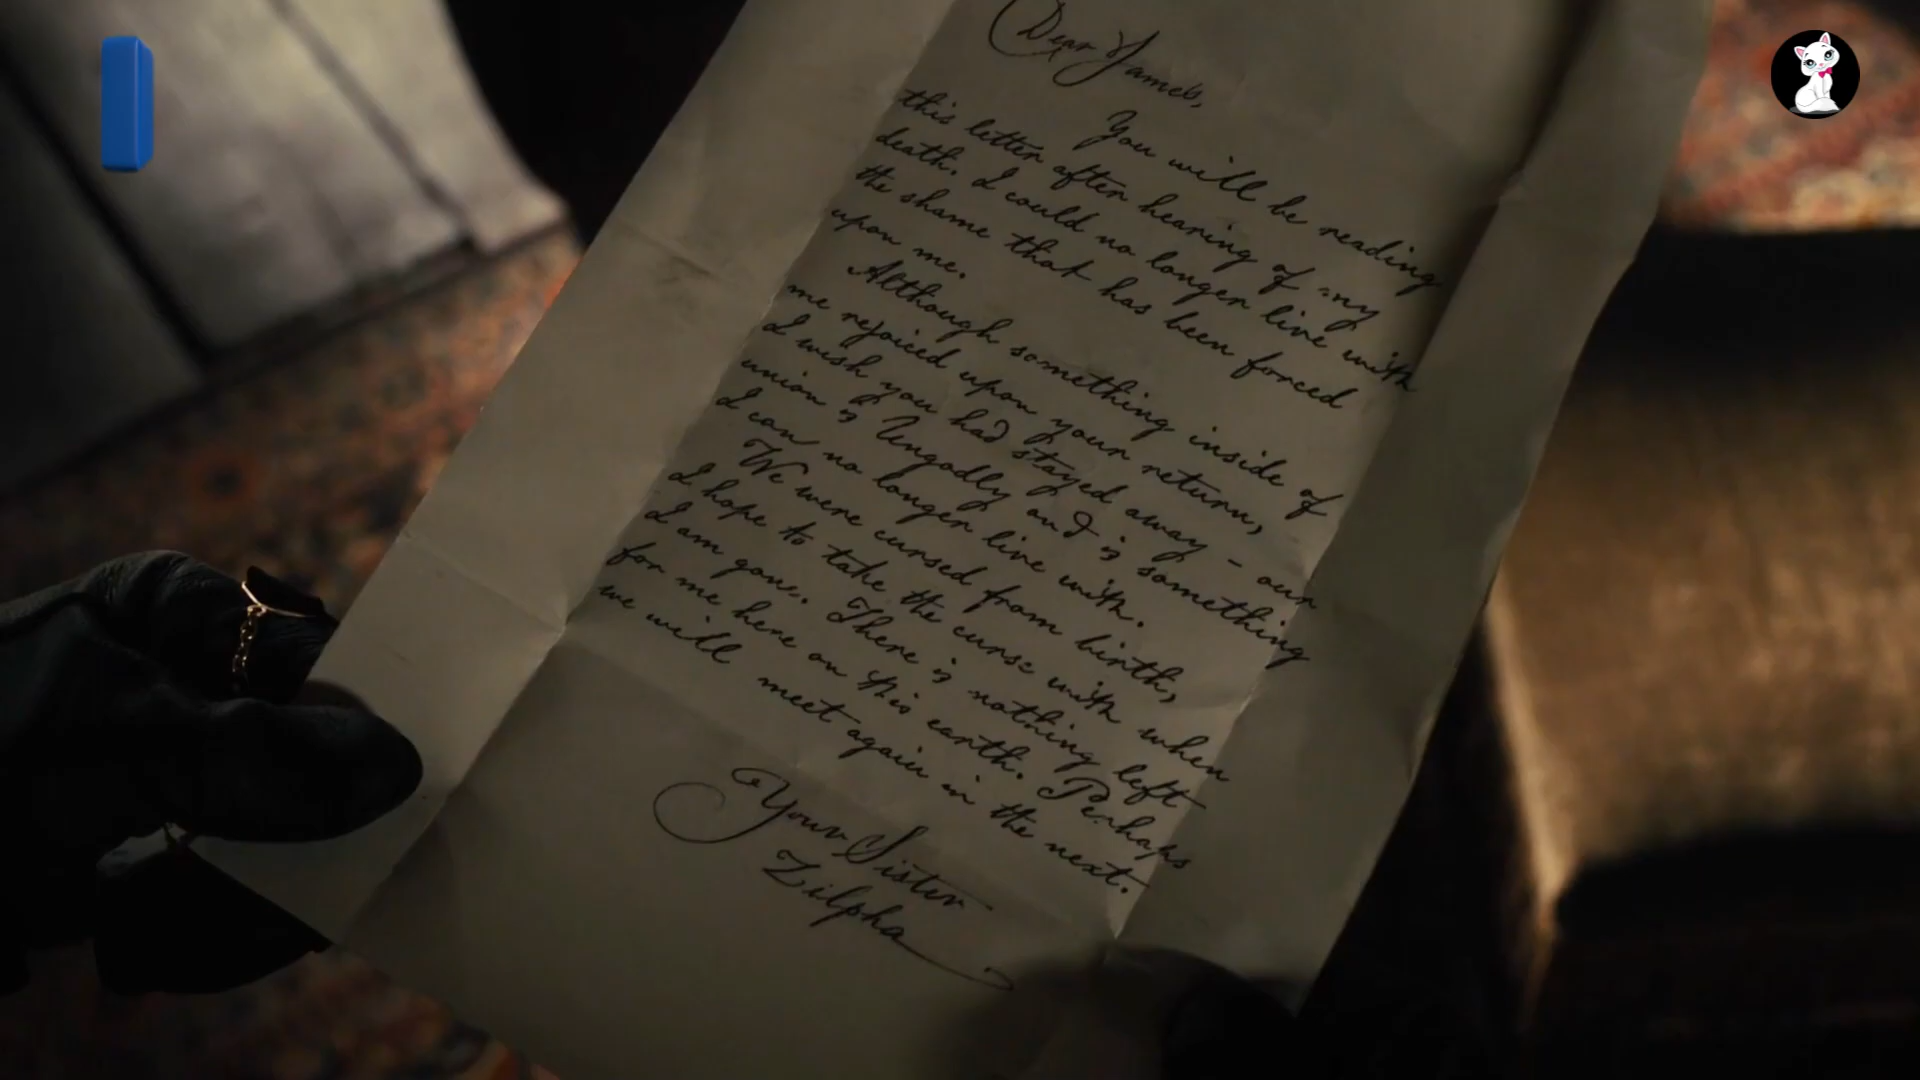 Dear James,
You will be reading
this letter after hearing of my
death. I could no longer live with
the shame that has been forced
upon me.
Although something inside of
me rejoiced upon your return,
I wish you had stayed away - our
union is Ungodly and is something
I can no longer live with.
We were cursed from birth,
I hope to take the curse with when
I am gone. There is nothing left
for me here on this earth. Perhaps
we will meet again in the next.
Your Sister
Zilpha